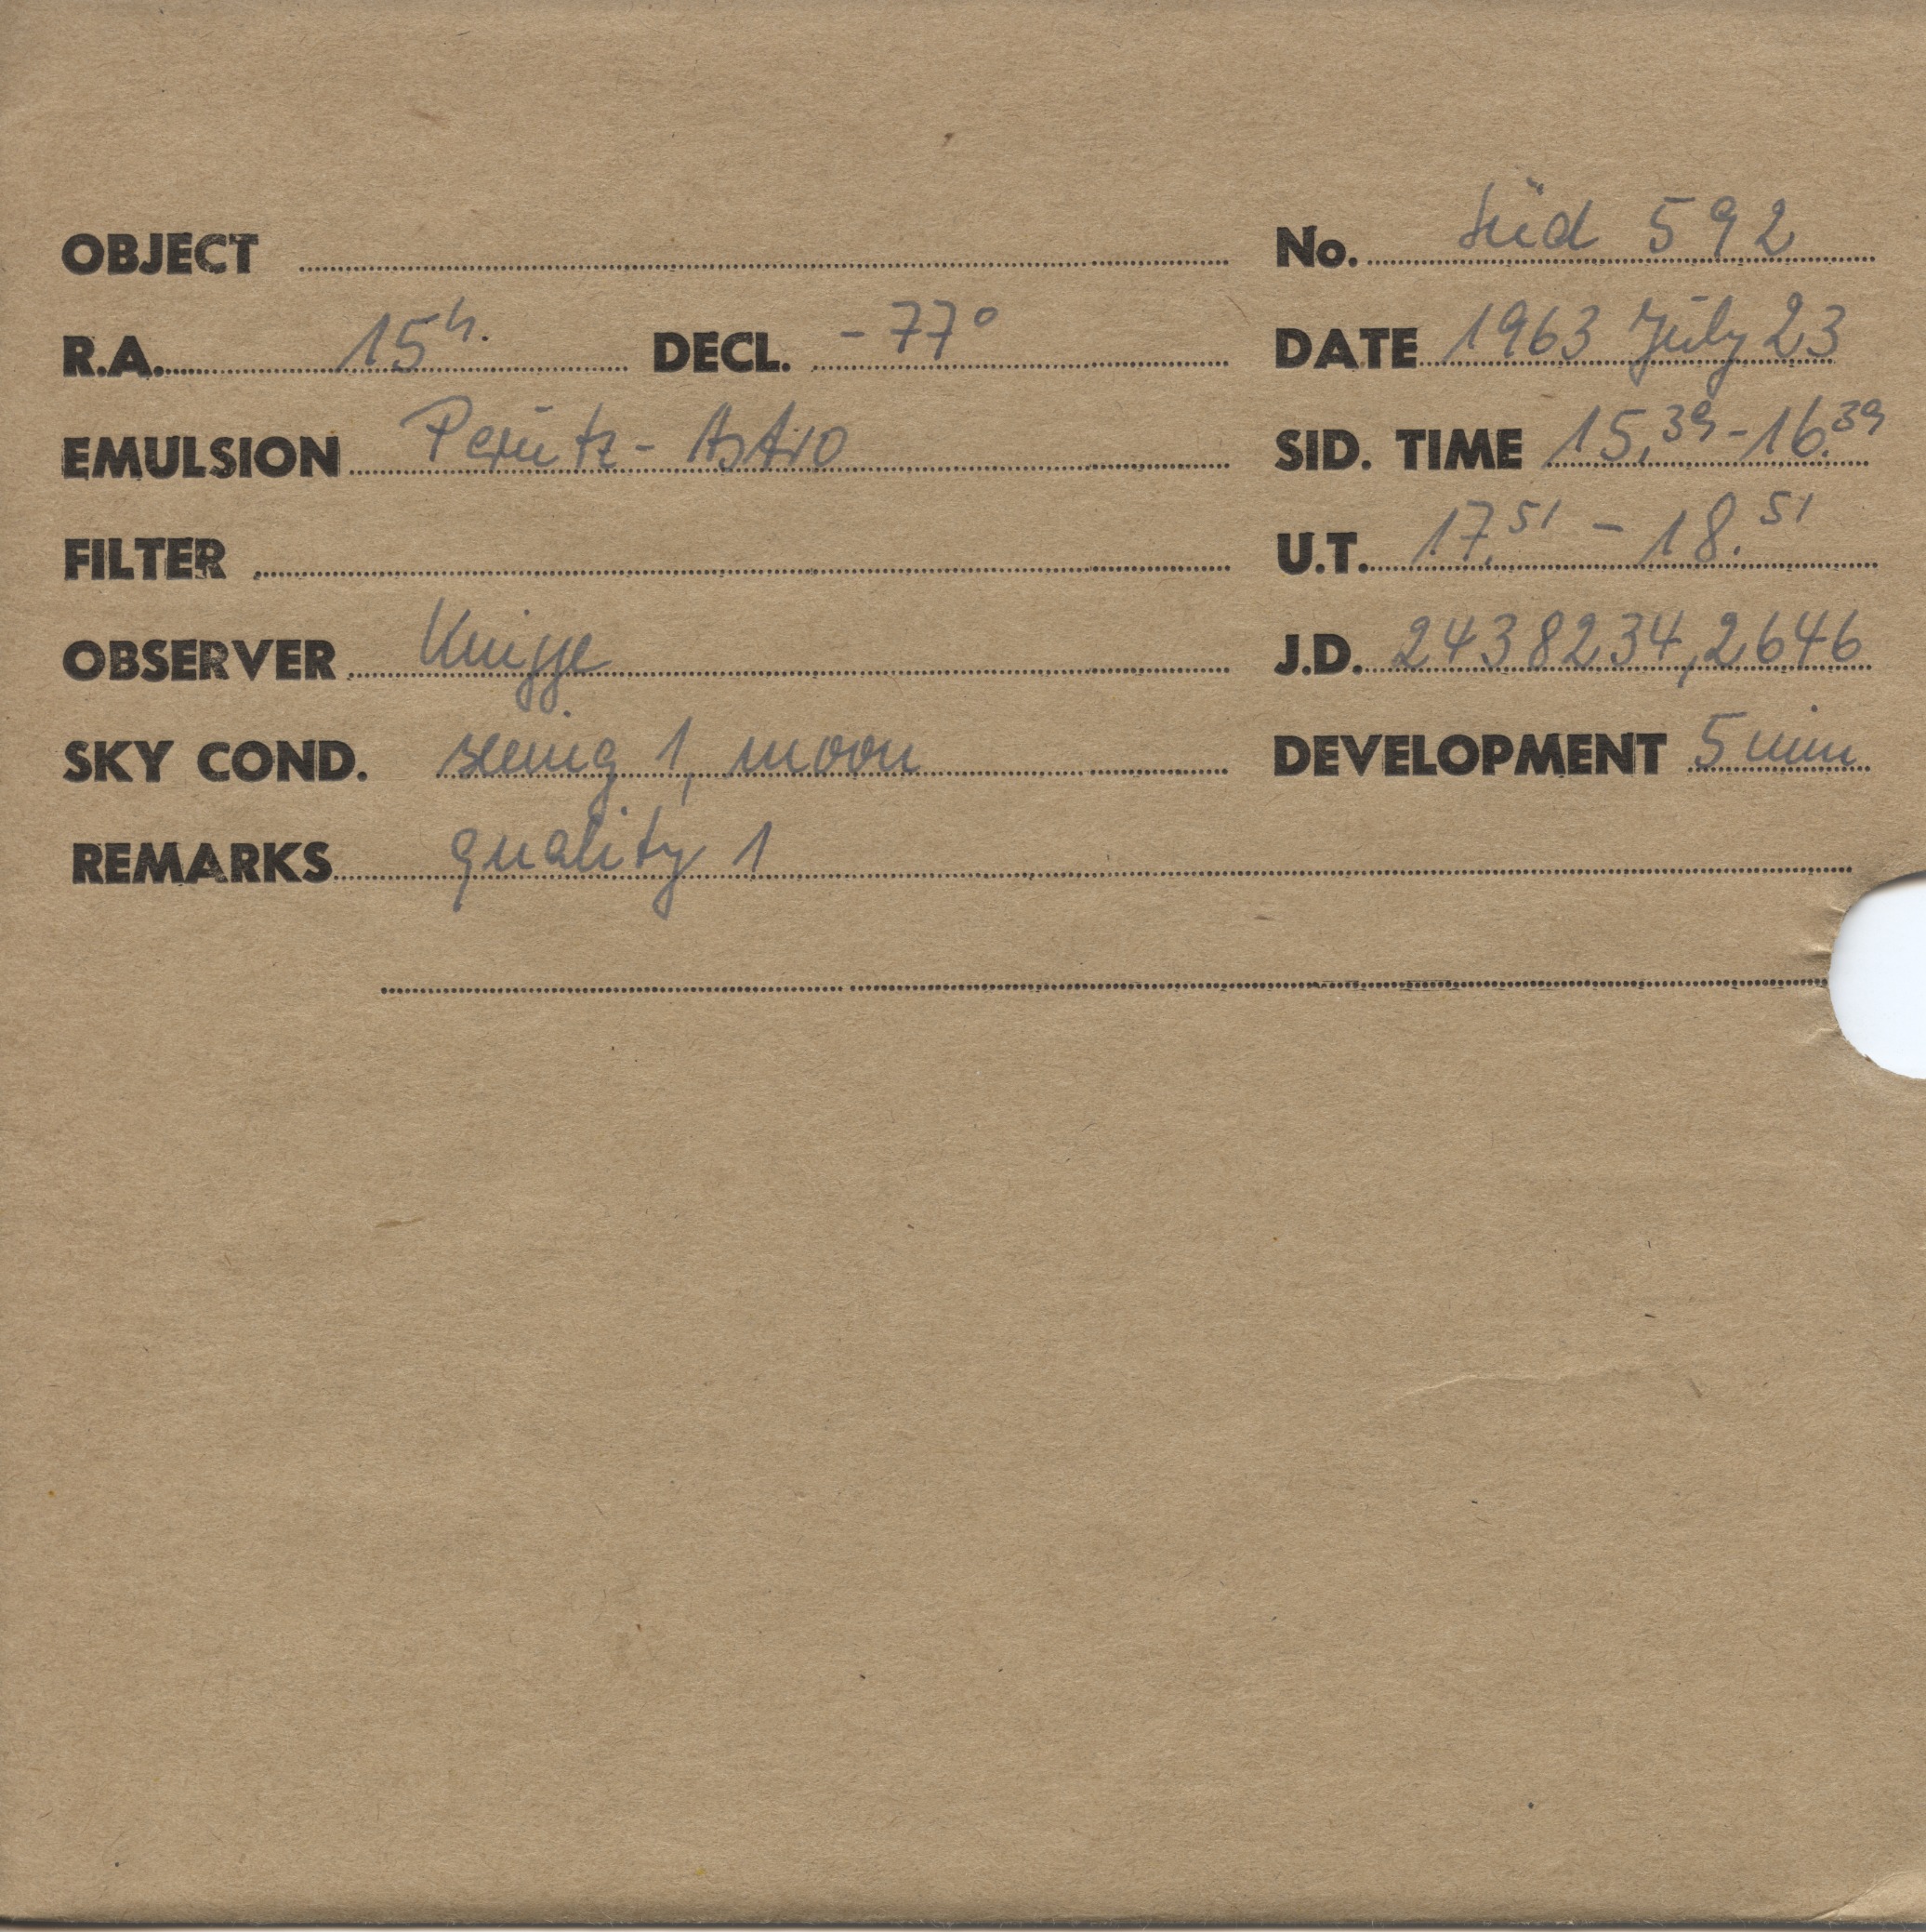 OBJECT No. Süd 592
R.A. 15h. DECL. -77° DATE 1963 July 23
EMULSION Perutz-Astro SID. TIME 15.39-16.39
FILTER U.T. 17.51 - 18.51
OBSERVER Knigge J.D. 2438234,2646
SKY COND. seeing 1, moon DEVELOPMENT 5 min
REMARKS quality 1